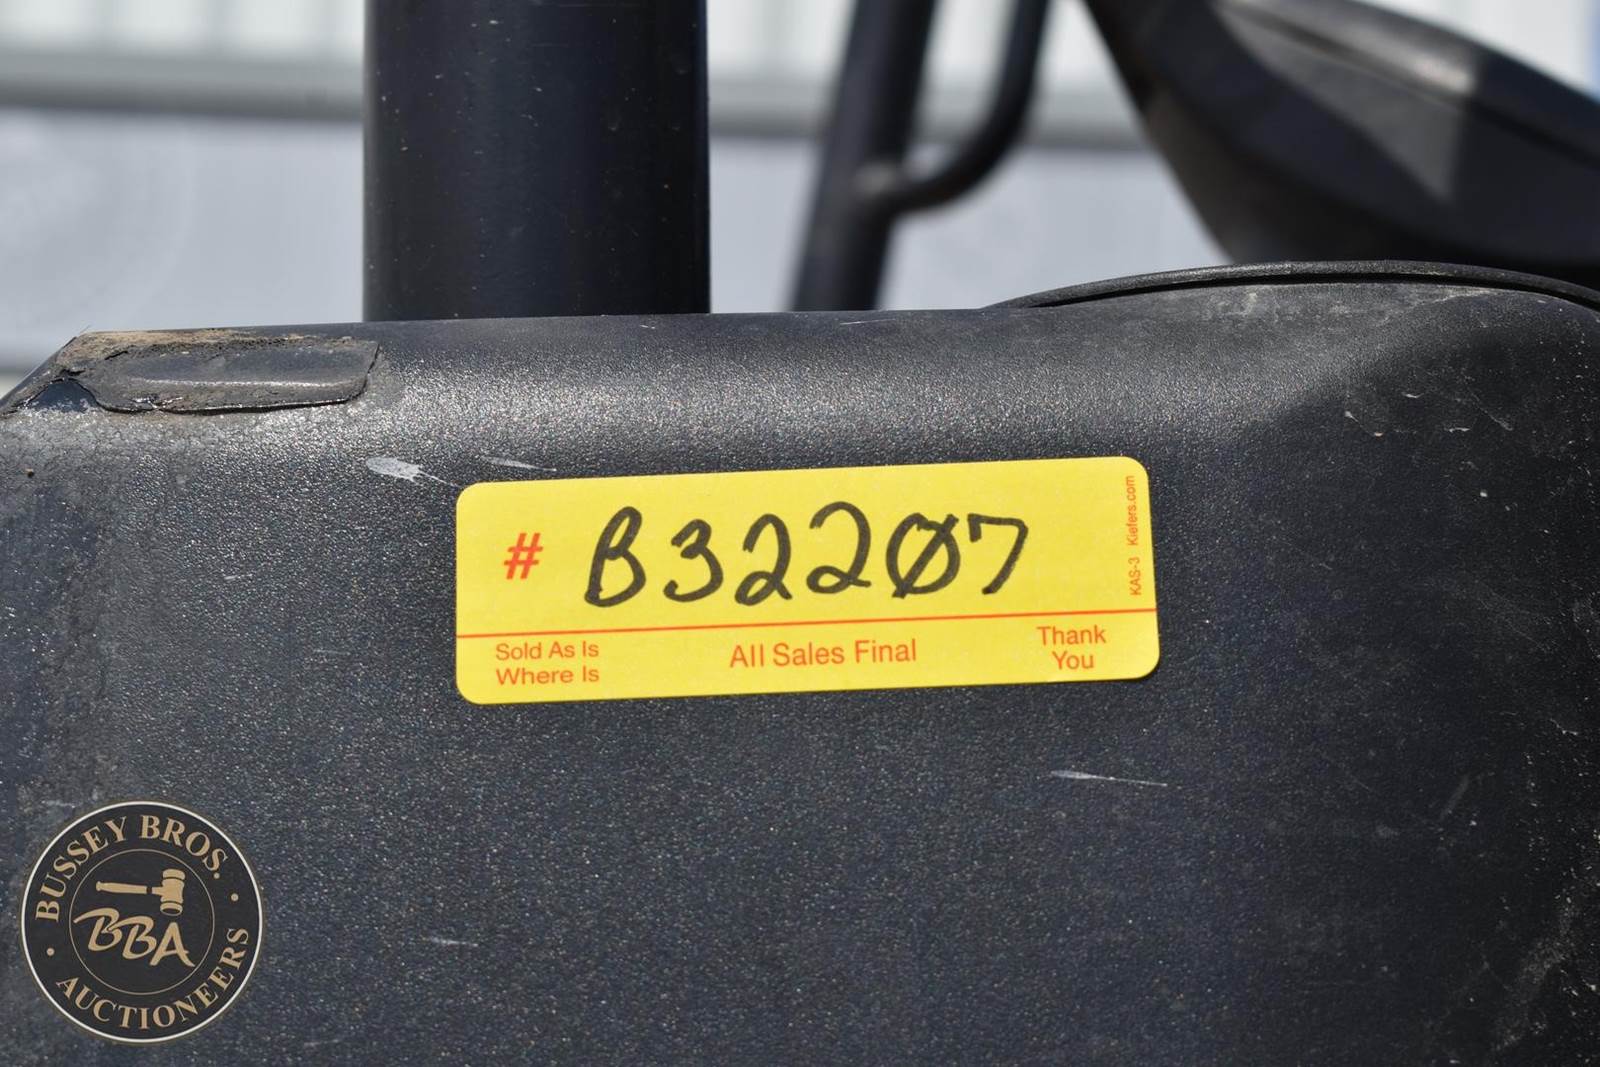 # B32207
KAS-3 Kiefers.com
Sold As Is
Where Is
All Sales Final
Thank
You
BUSSEY BROS.
BBA
AUCTIONEERS